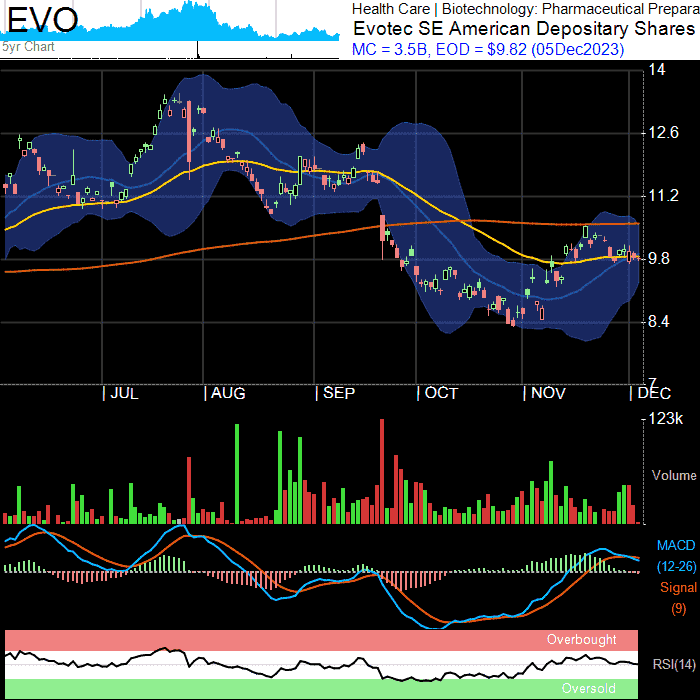 EVO
Health Care | Biotechnology: Pharmaceutical Prepara
Evotec SE American Depositary Shares
5yr Chart
MC = 3.5B, EOD = $9.82 (05Dec2023)
14
12.6
11.2
9.8
8.4
7
| JUL | AUG | SEP | OCT | NOV | DEC
123k
Volume
MACD
(12-26)
Signal
(9)
Overbought
RSI(14)
Oversold